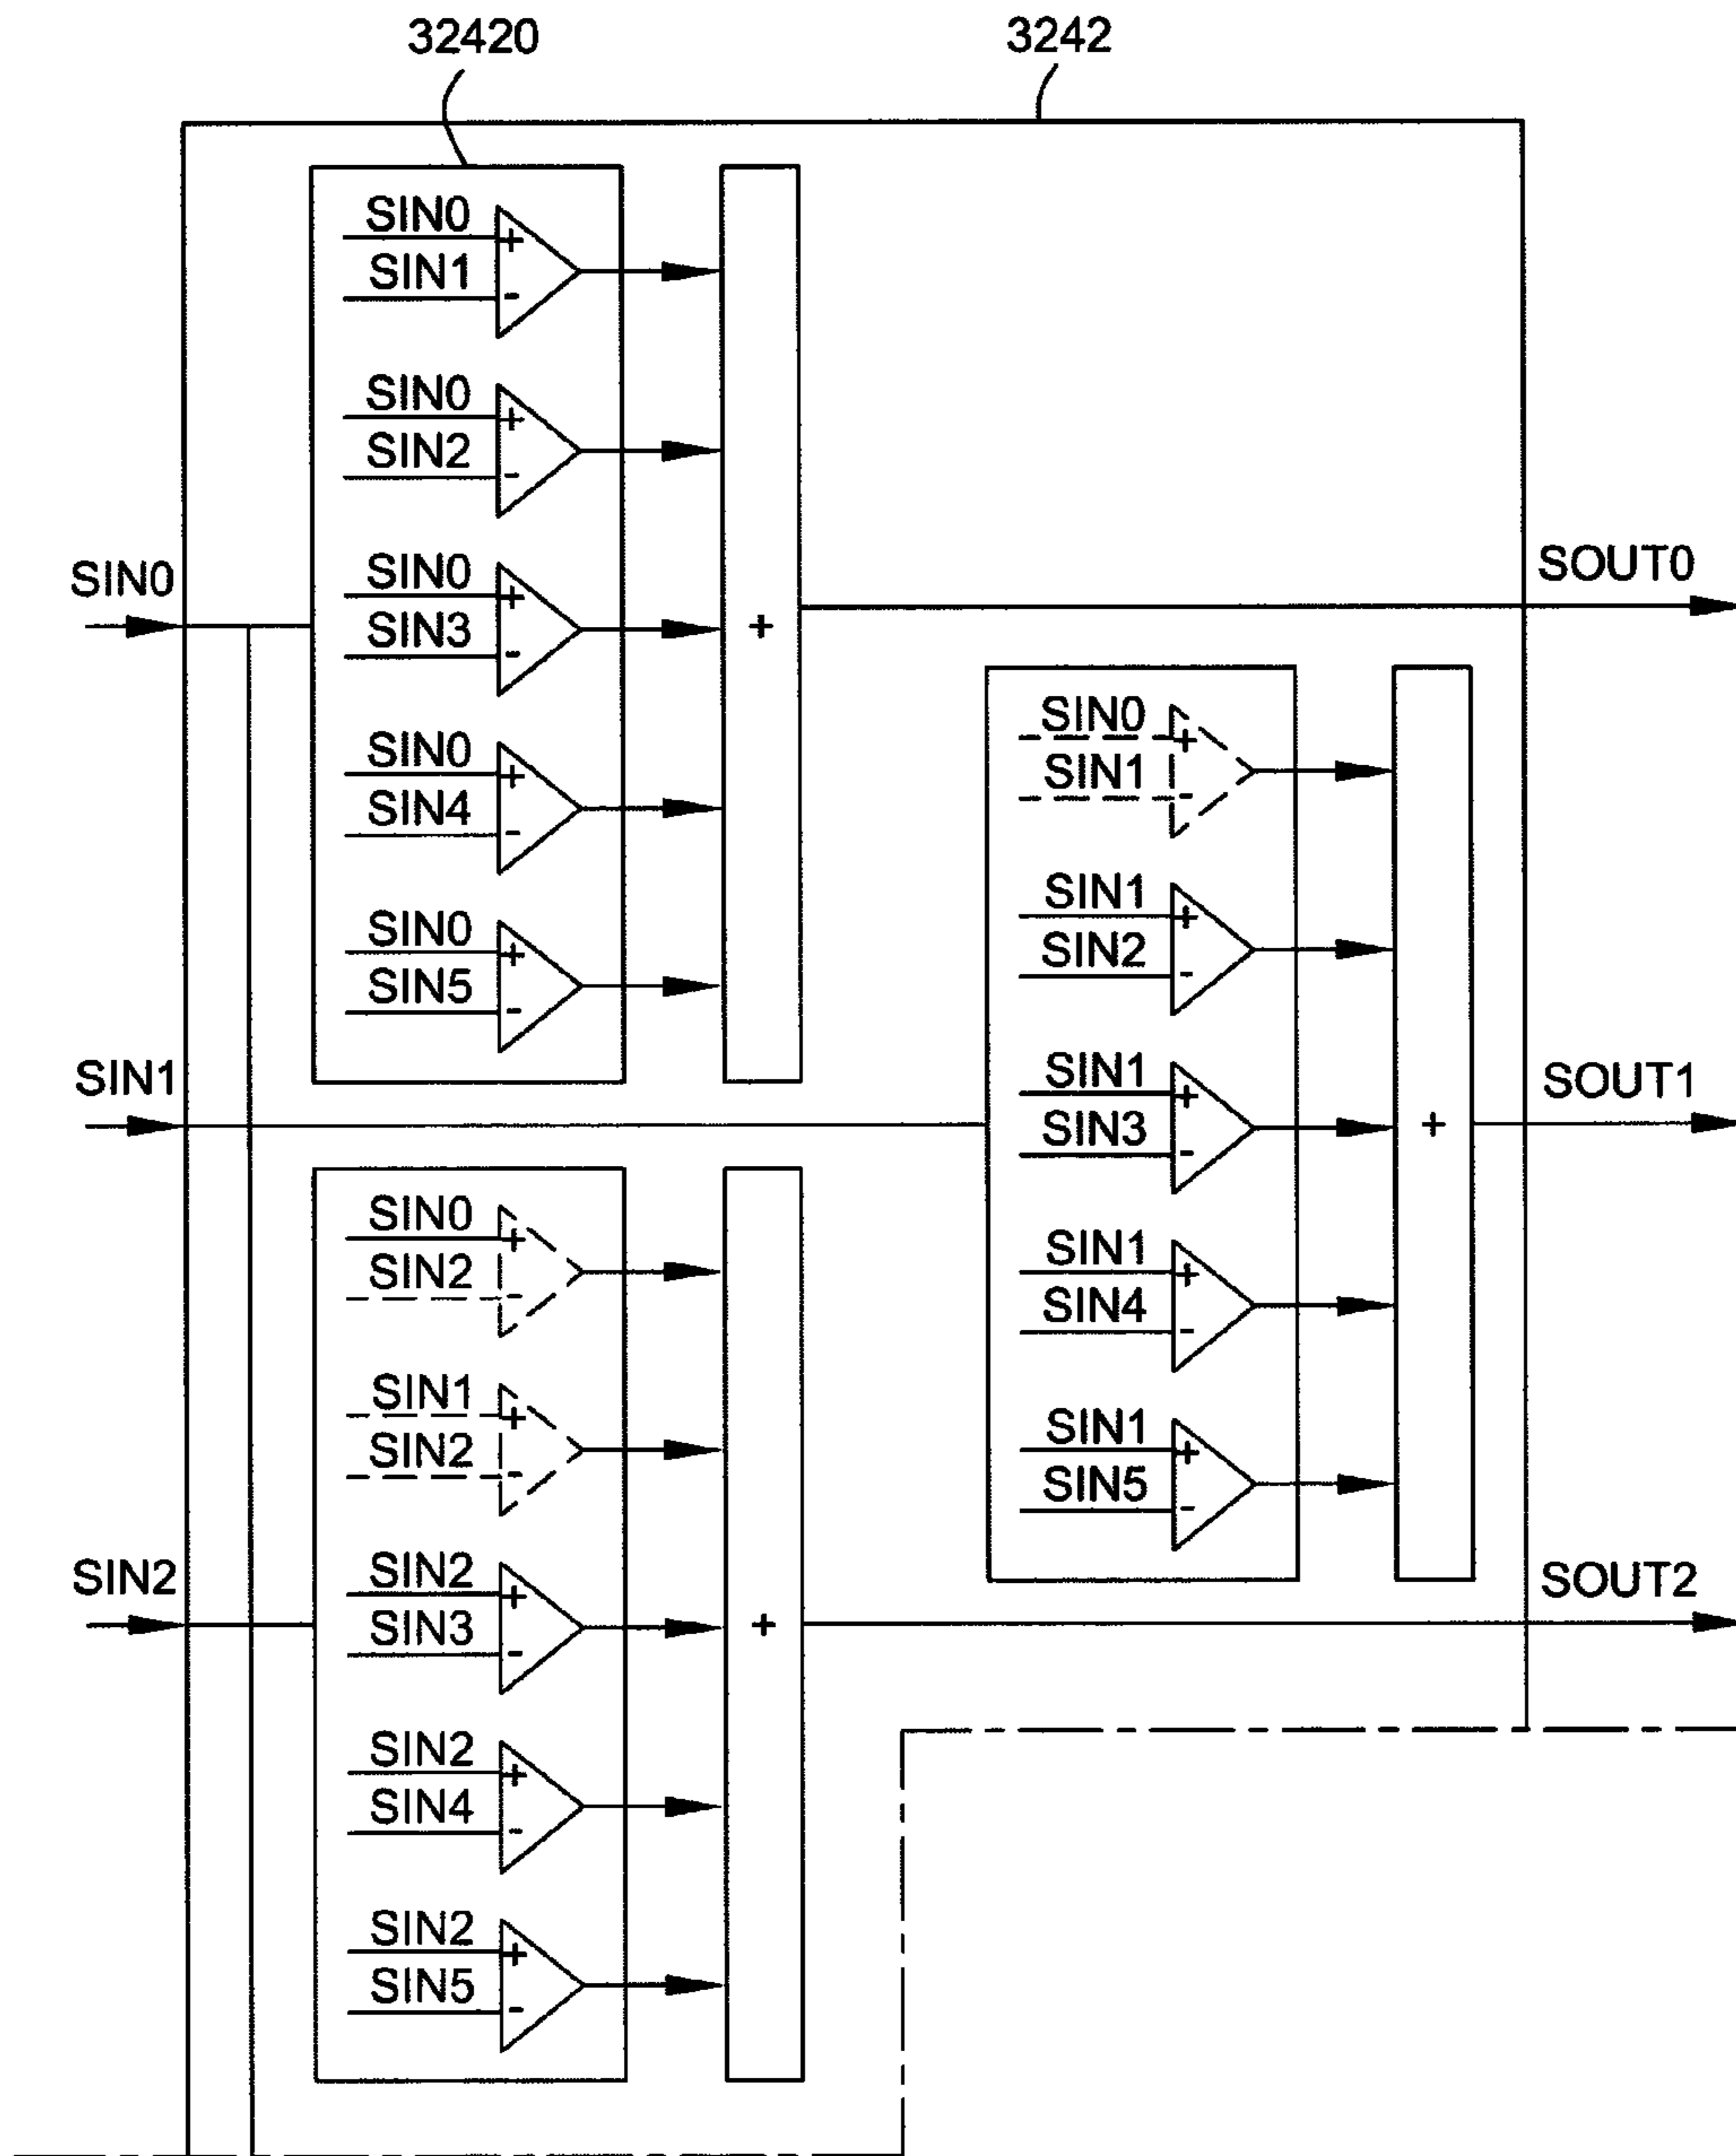 32420
3242
SIN0
SIN0
+
SIN1
-
SIN0
+
SIN2
-
SIN0
+
SIN3
-
SIN0
+
SIN4
-
SIN0
+
SIN5
-
+
SOUT0
SIN1
SIN0
+
SIN1
-
SIN1
+
SIN2
-
SIN1
+
SIN3
-
SIN1
+
SIN4
-
SIN1
+
SIN5
-
+
SOUT1
SIN2
SIN0
+
SIN2
-
SIN1
+
SIN2
-
SIN2
+
SIN3
-
SIN2
+
SIN4
-
SIN2
+
SIN5
-
+
SOUT2